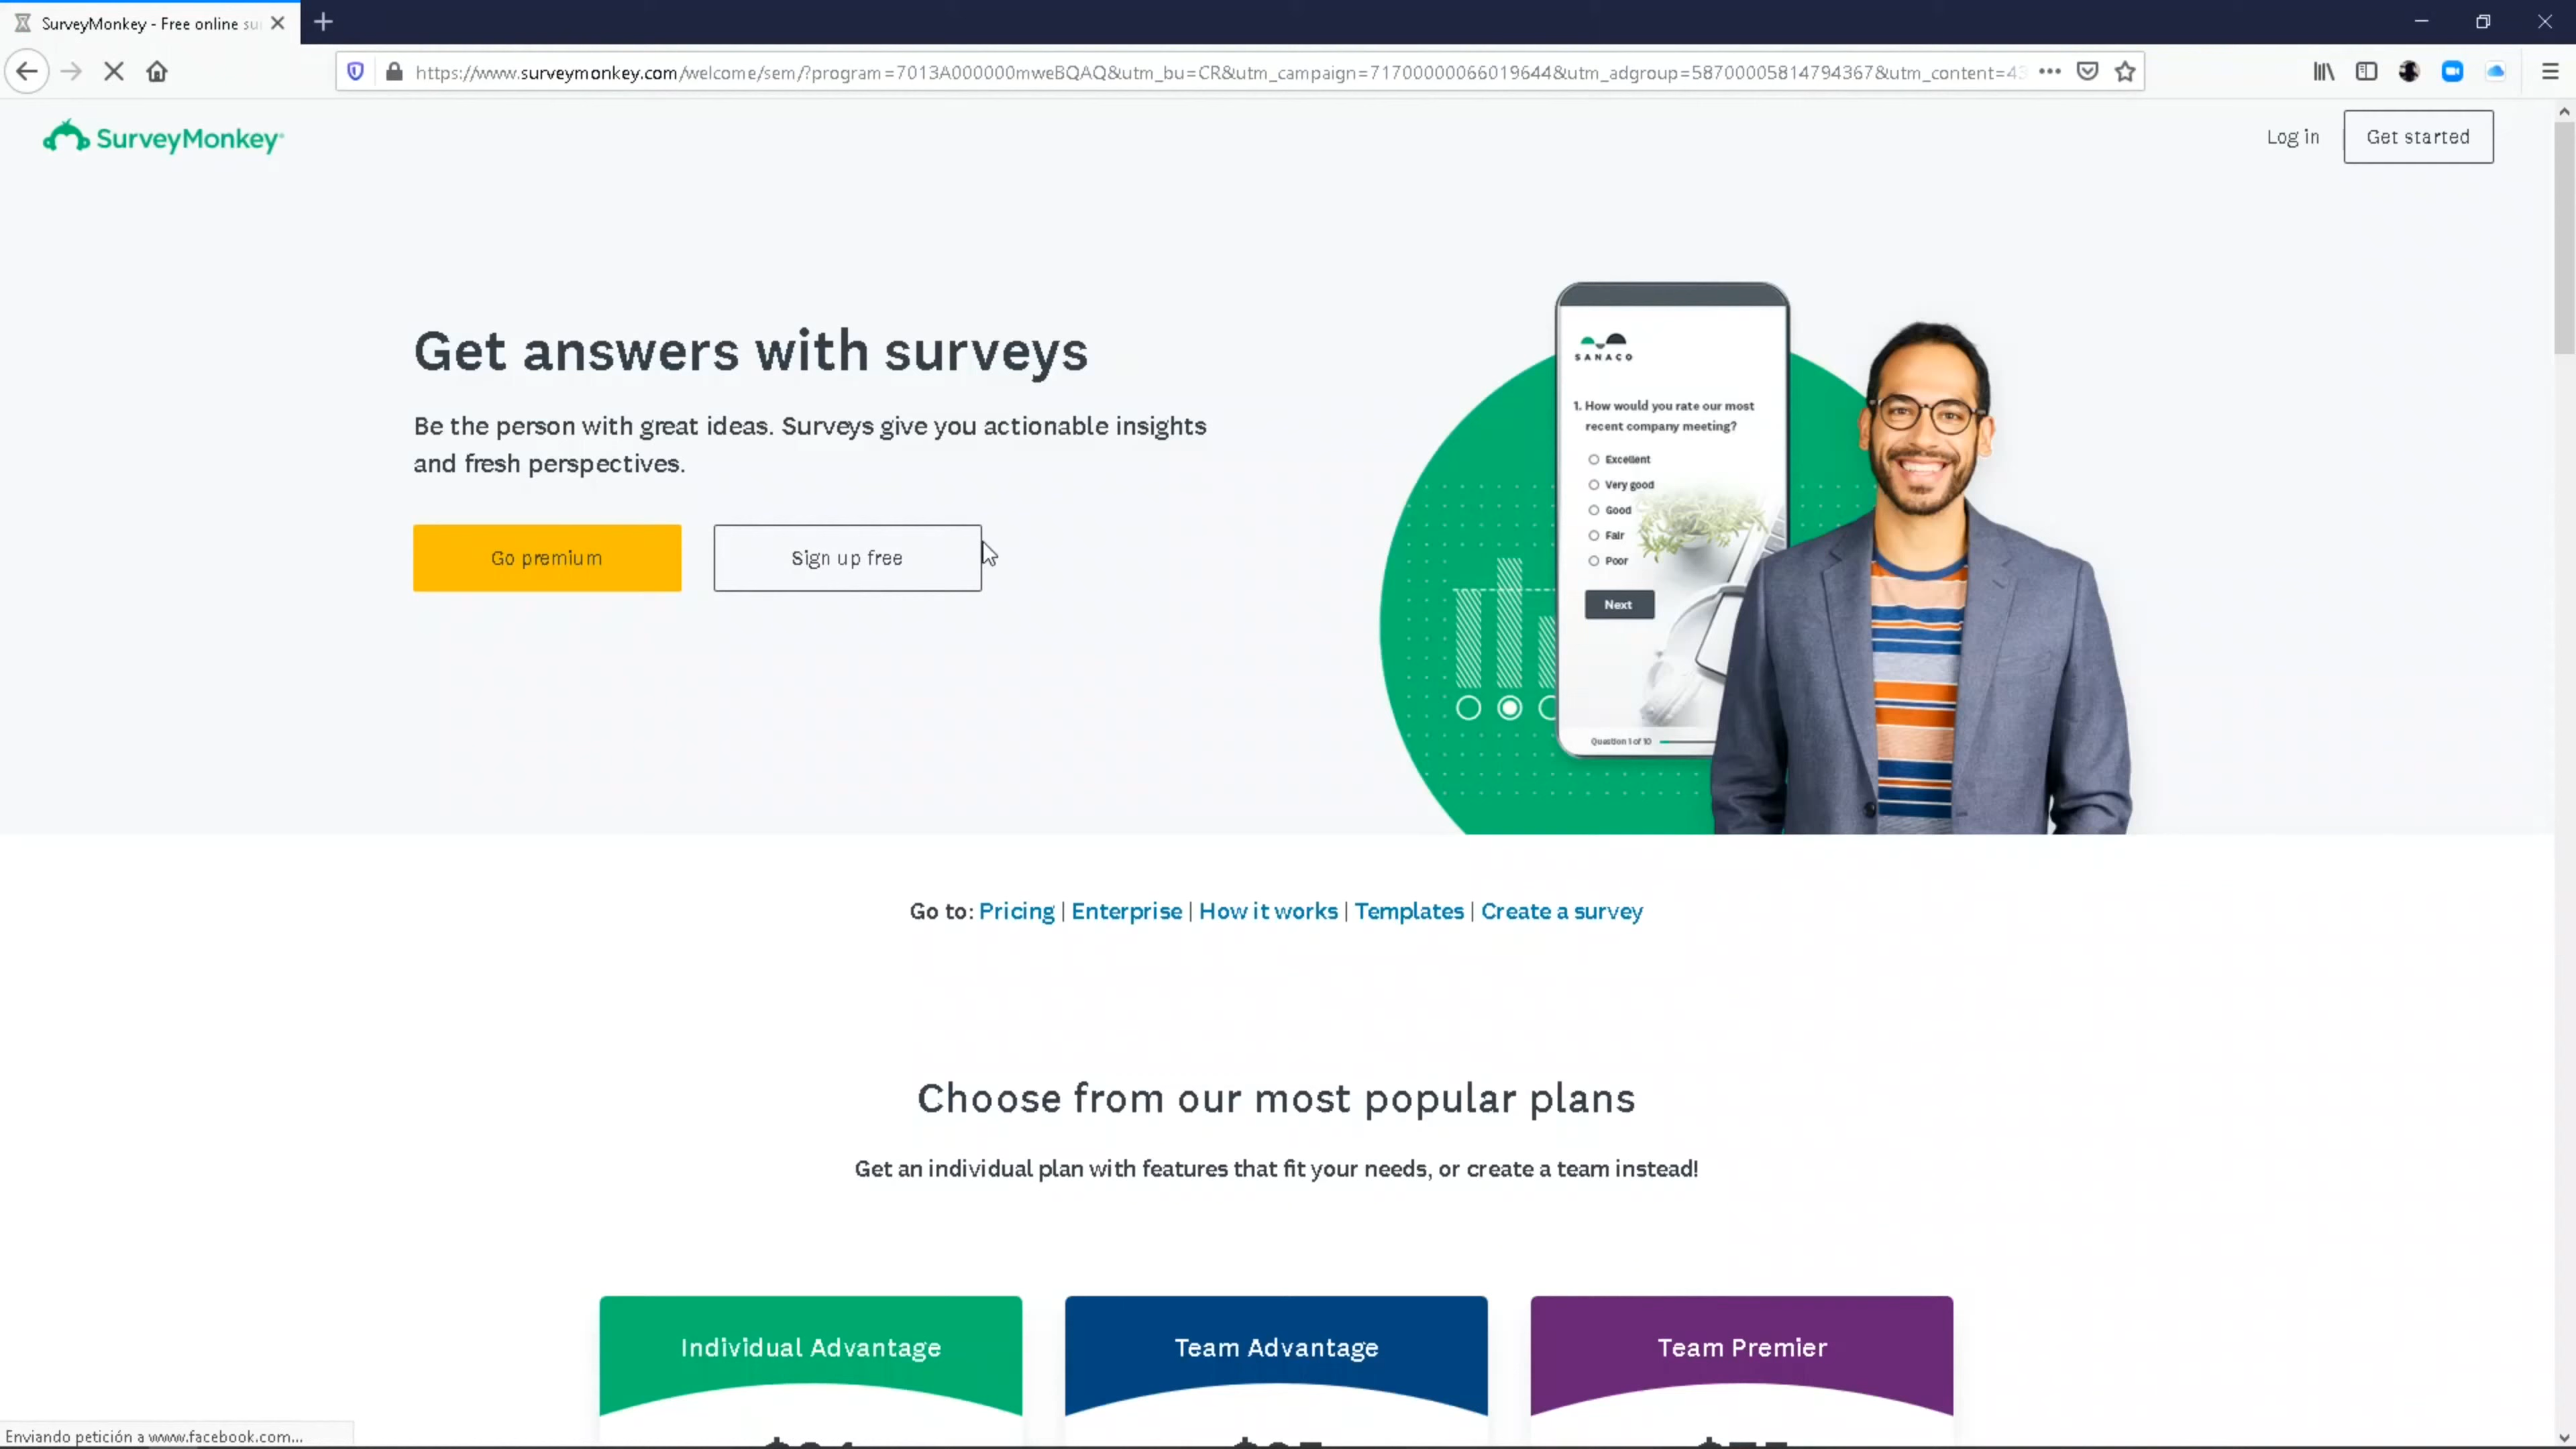 SurveyMonkey - Free online su
https://www.surveymonkey.com/welcome/sem/?program=7013A000000mweBQAQ&utm_bu=CR&utm_campaign=71700000066019644&utm_adgroup=58700005814794367&utm_content=43
SurveyMonkey
Log in
Get started
Get answers with surveys
Be the person with great ideas. Surveys give you actionable insights
and fresh perspectives.
Go premium
Sign up free
SANACO
1. How would you rate our most
recent company meeting?
Excellent
Very good
Good
Fair
Poor
Next
Question 1 of 10
Go to: Pricing | Enterprise | How it works | Templates | Create a survey
Choose from our most popular plans
Get an individual plan with features that fit your needs, or create a team instead!
Individual Advantage
Team Advantage
Team Premier
Enviando petición a www.facebook.com...